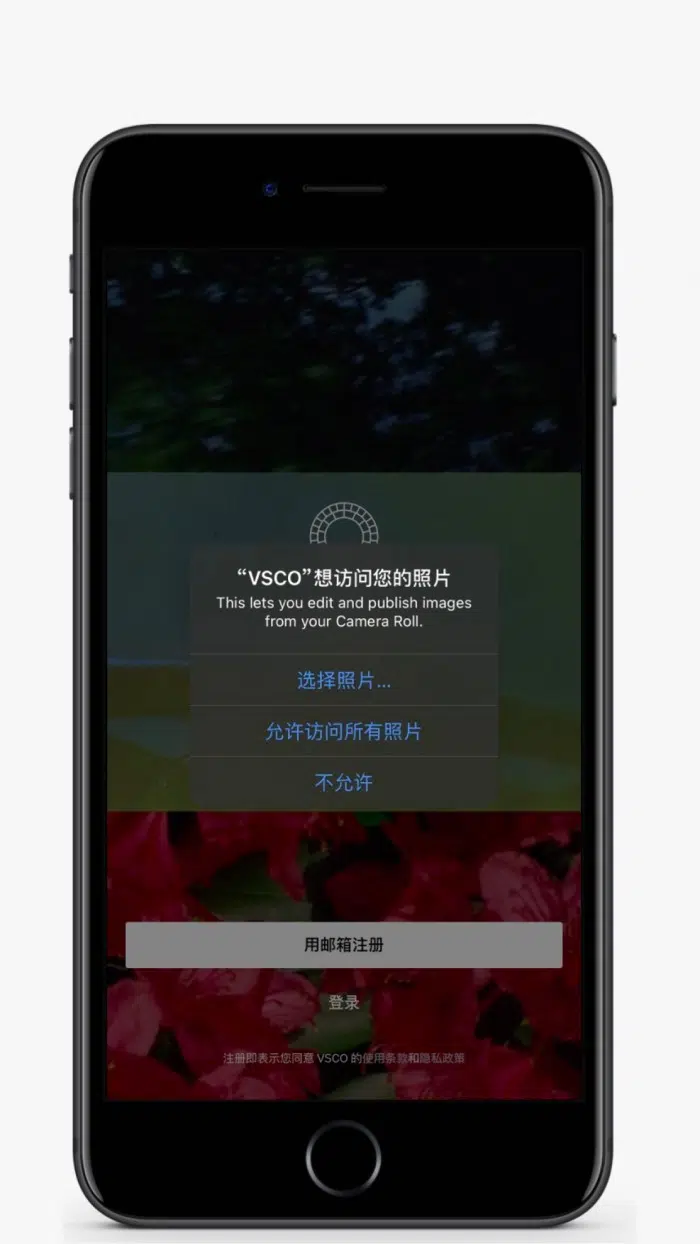 “VSCO”想访问您的照片
This lets you edit and publish images
from your Camera Roll.
选择照片...
允许访问所有照片
不允许
用邮箱注册
登录
注册即表示您同意 VSCO 的使用条款和隐私政策